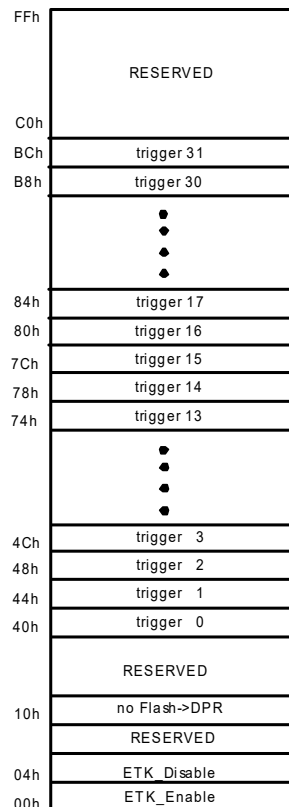 FFh
RESERVED
C0h
BCh trigger 31
B8h trigger 30
84h trigger 17
80h trigger 16
7Ch trigger 15
78h trigger 14
74h trigger 13
4Ch trigger 3
48h trigger 2
44h trigger 1
40h trigger 0
RESERVED
10h no Flash->DPR
RESERVED
04h ETK_Disable
00h ETK_Enable